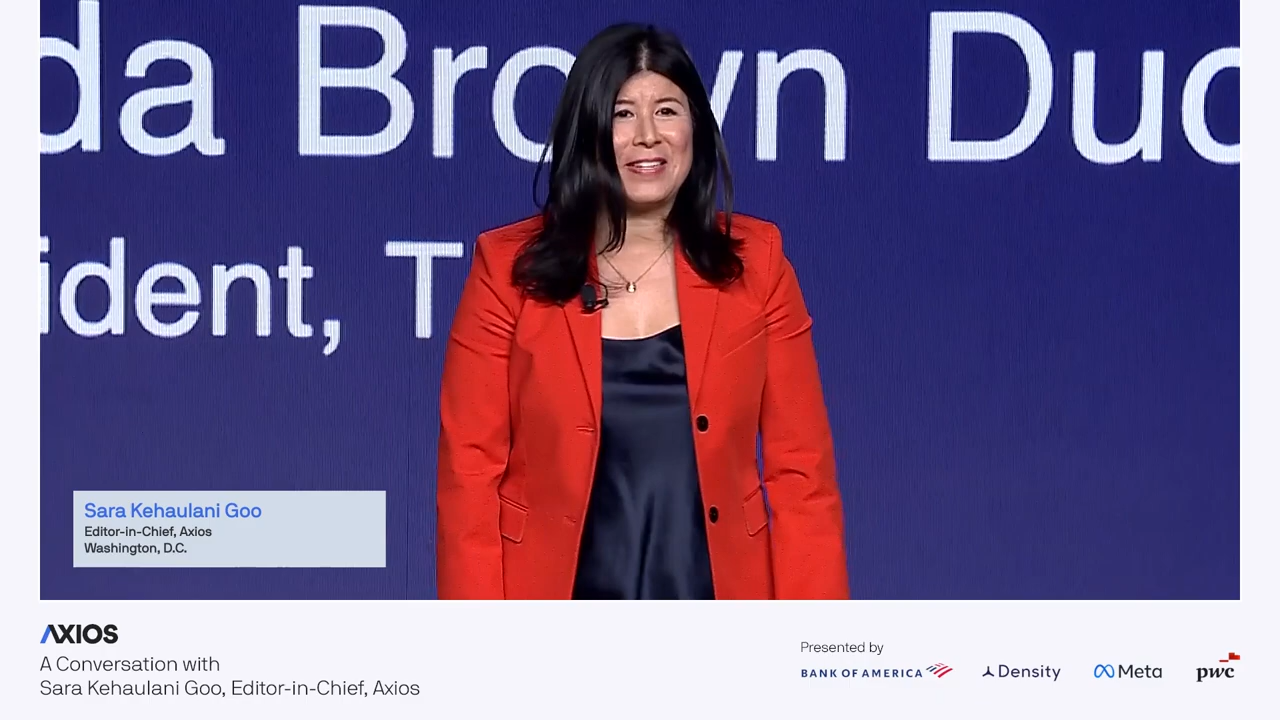 da Brown Duc
ident, T
Sara Kehaulani Goo
Editor-in-Chief, Axios
Washington, D.C.
AXIOS
A Conversation with
Sara Kehaulani Goo, Editor-in-Chief, Axios
Presented by
BANK OF AMERICA
Density
Meta
pwc